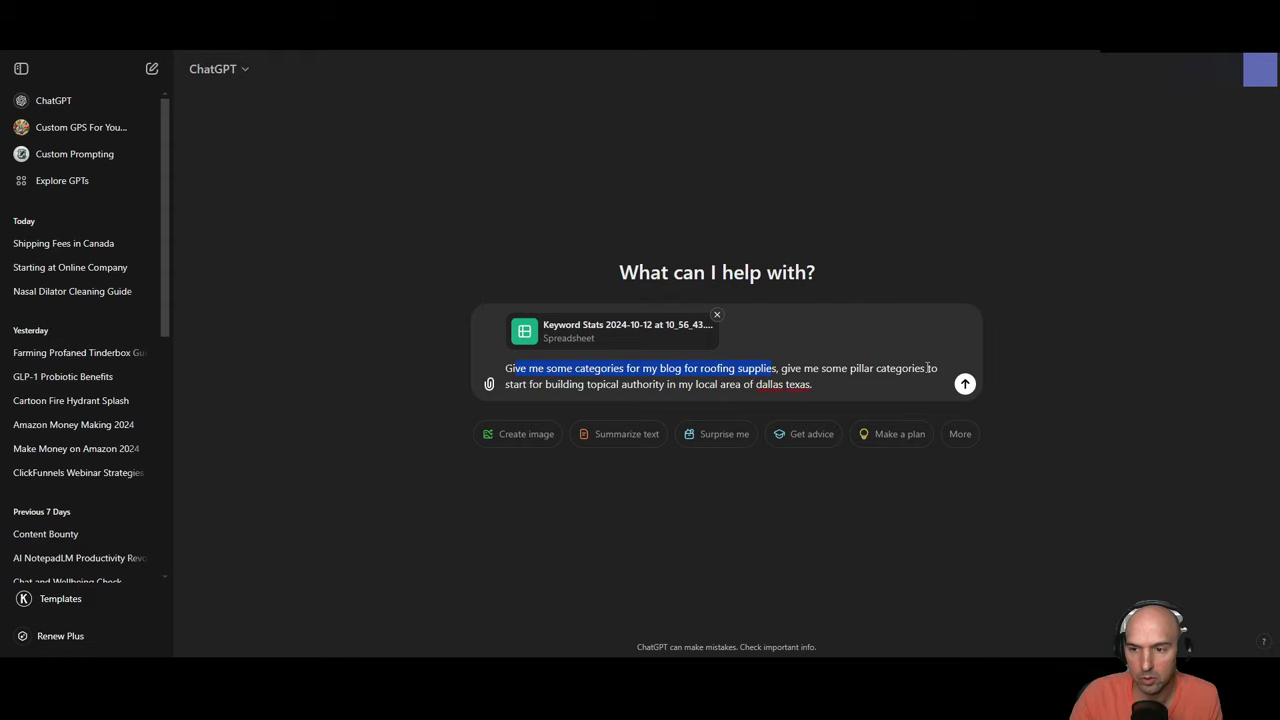 ChatGPT
ChatGPT
Custom GPS For You...
Custom Prompting
Explore GPTs
Today
Shipping Fees in Canada
Starting at Online Company
Nasal Dilator Cleaning Guide
Yesterday
Farming Profaned Tinderbox Gu
GLP-1 Probiotic Benefits
Cartoon Fire Hydrant Strategy
Amazon Money Making 2024
Make Money on Amazon 2024
ClickFunnels Webinar Strategies
Previous 7 Days
Content Bounty
AI NotepadLM Productivity Revo
Chat and Wellbeing Check
K Templates
Renew Plus
What can I help with?
Keyword Stats 2024-10-12 at 10_56_43....
Spreadsheet
Give me some categories for my blog for roofing supplies, give me some pillar categories to
start for building topical authority in my local area of dallas texas.
Create image
Summarize text
Surprise me
Get advice
Make a plan
More
ChatGPT can make mistakes. Check important info.
?